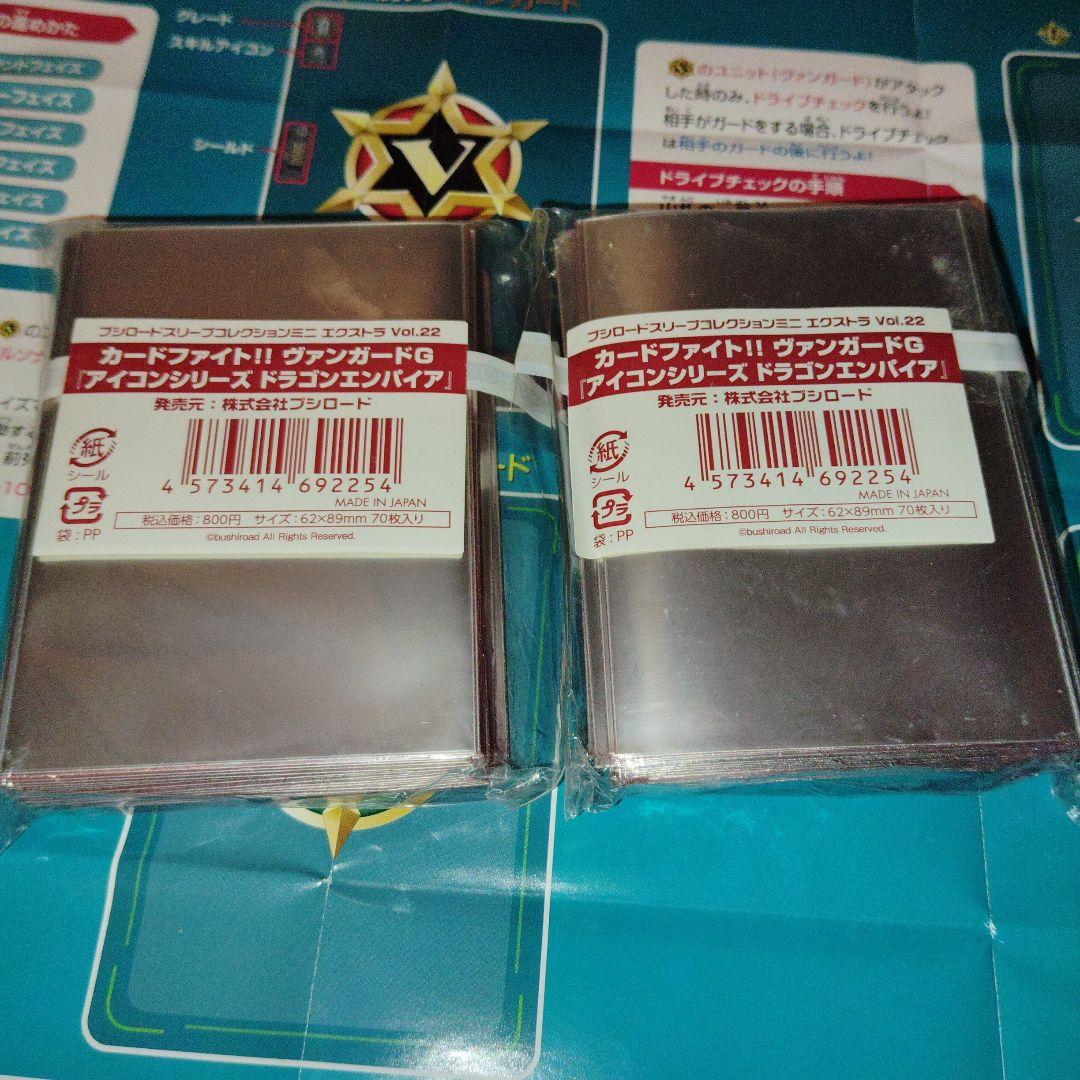 の進めかた
グレード
スキルアイコン
シールド
V
のユニット(ヴァンガード)がアタック
した時のみ、ドライブチェックを行うよ!
相手がガードをする場合、ドライブチェック
は相手のガードの後に行うよ!
ドライブチェックの手順
ブシロードスリーブコレクションミニ エクストラ Vol.22
カードファイト!! ヴァンガードG
『アイコンシリーズ ドラゴンエンパイア』
発売元:株式会社ブシロード
紙
シール
プラ
袋:PP
4 573414 692254
MADE IN JAPAN
税込価格:800円 サイズ:62×89mm 70枚入り
©bushiroad All Rights Reserved.
ブシロードスリーブコレクションミニ エクストラ Vol.22
カードファイト!! ヴァンガードG
『アイコンシリーズ ドラゴンエンパイア』
発売元:株式会社ブシロード
紙
シール
プラ
袋:PP
4 573414 692254
MADE IN JAPAN
税込価格:800円 サイズ:62×89mm 70枚入り
©bushiroad All Rights Reserved.